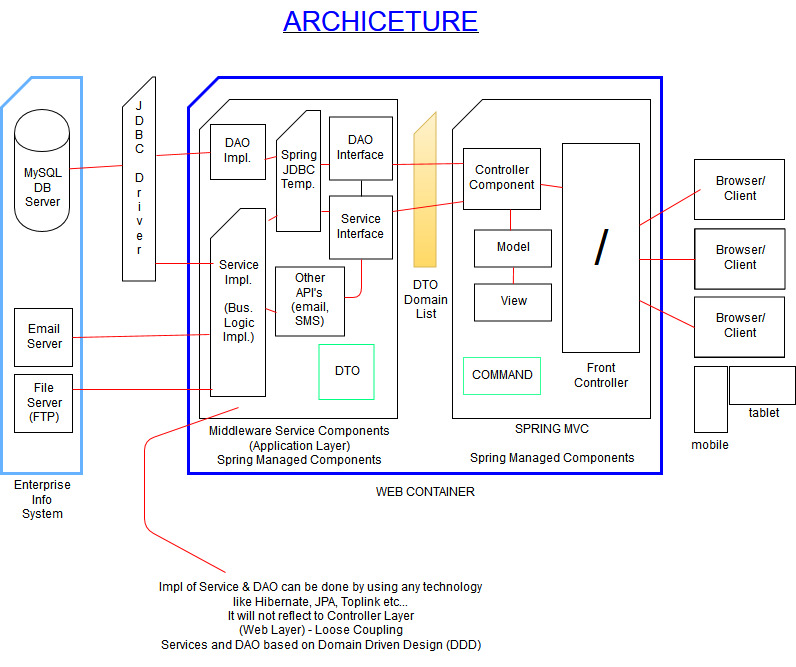 ARCHICETURE
MySQL
DB
Server
Email
Server
File
Server
(FTP)
Enterprise
Info
System
J
D
B
C
D
r
i
v
e
r
DAO
Impl.
Spring
JDBC
Temp.
DAO
Interface
Service
Interface
Service
Impl.
(Bus.
Logic
Impl.)
Other
API's
(email,
SMS)
DTO
Middleware Service Components
(Application Layer)
Spring Managed Components
DTO
Domain
List
Controller
Component
Model
View
COMMAND
/
Front
Controller
SPRING MVC
Spring Managed Components
WEB CONTAINER
Browser/
Client
Browser/
Client
Browser/
Client
mobile
tablet
Impl of Service & DAO can be done by using any technology
like Hibernate, JPA, Toplink etc...
It will not reflect to Controller Layer
(Web Layer) - Loose Coupling
Services and DAO based on Domain Driven Design (DDD)